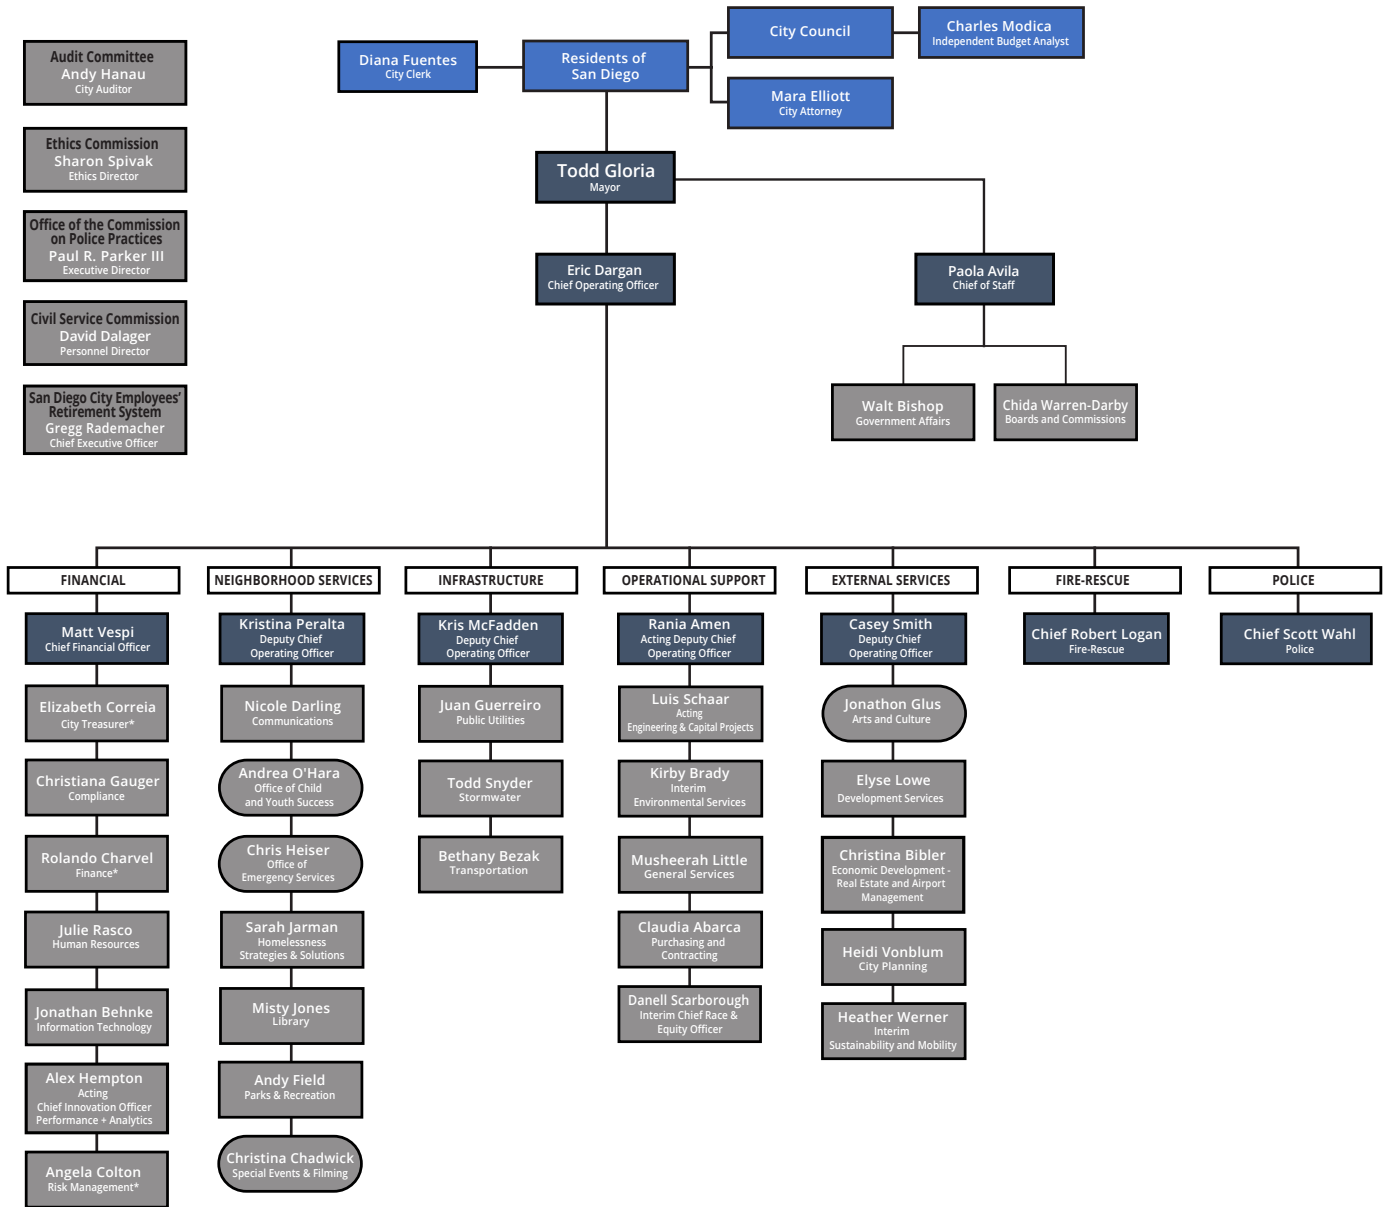 Audit Committee
Andy Hanau
City Auditor
Ethics Commission
Sharon Spivak
Ethics Director
Office of the Commission
on Police Practices
Paul R. Parker III
Executive Director
Civil Service Commission
David Dalager
Personnel Director
San Diego City Employees’
Retirement System
Gregg Rademacher
Chief Executive Officer
Diana Fuentes
City Clerk
Residents of
San Diego
City Council
Charles Modica
Independent Budget Analyst
Mara Elliott
City Attorney
Todd Gloria
Mayor
Eric Dargan
Chief Operating Officer
Paola Avila
Chief of Staff
Walt Bishop
Government Affairs
Chida Warren-Darby
Boards and Commissions
FINANCIAL
Matt Vespi
Chief Financial Officer
Elizabeth Correia
City Treasurer*
Christiana Gauger
Compliance
Rolando Charvel
Finance*
Julie Rasco
Human Resources
Jonathan Behnke
Information Technology
Alex Hempton
Acting
Chief Innovation Officer
Performance + Analytics
Angela Colton
Risk Management*
NEIGHBORHOOD SERVICES
Kristina Peralta
Deputy Chief
Operating Officer
Nicole Darling
Communications
Andrea O'Hara
Office of Child
and Youth Success
Chris Heiser
Office of
Emergency Services
Sarah Jarman
Homelessness
Strategies & Solutions
Misty Jones
Library
Andy Field
Parks & Recreation
Christina Chadwick
Special Events & Filming
INFRASTRUCTURE
Kris McFadden
Deputy Chief
Operating Officer
Juan Guerreiro
Public Utilities
Todd Snyder
Stormwater
Bethany Bezak
Transportation
OPERATIONAL SUPPORT
Rania Amen
Acting Deputy Chief
Operating Officer
Luis Schaar
Acting
Engineering & Capital Projects
Kirby Brady
Interim
Environmental Services
Musheerah Little
General Services
Claudia Abarca
Purchasing and
Contracting
Danell Scarborough
Interim Chief Race &
Equity Officer
EXTERNAL SERVICES
Casey Smith
Deputy Chief
Operating Officer
Jonathon Glus
Arts and Culture
Elyse Lowe
Development Services
Christina Bibler
Economic Development -
Real Estate and Airport
Management
Heidi Vonblum
City Planning
Heather Werner
Interim
Sustainability and Mobility
FIRE-RESCUE
Chief Robert Logan
Fire-Rescue
POLICE
Chief Scott Wahl
Police